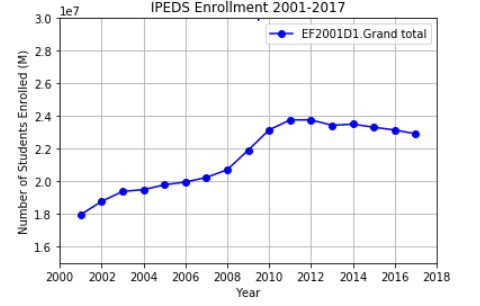 IPEDS Enrollment 2001-2017
1e7
EF2001D1.Grand total
3.0
2.8
2.6
2.4
2.2
2.0
1.8
1.6
Number of Students Enrolled (M)
2000 2002 2004 2006 2008 2010 2012 2014 2016 2018
Year